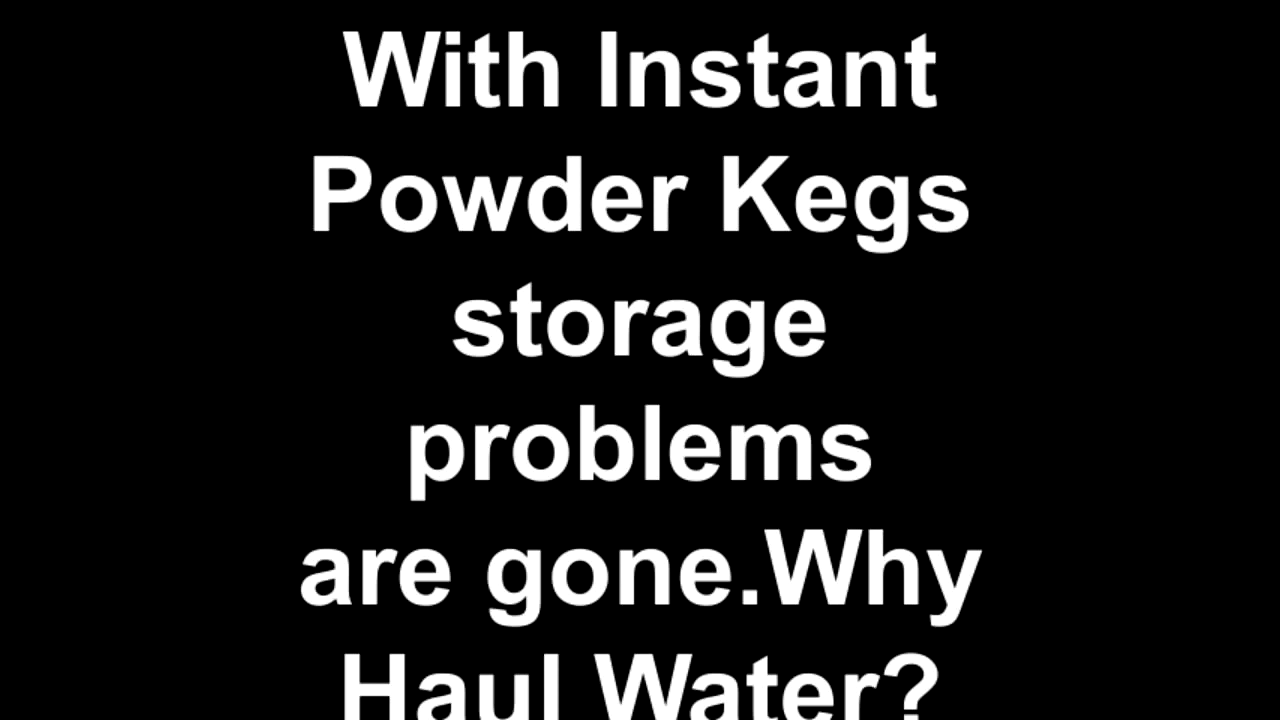 With Instant
Powder Kegs
storage
problems
are gone.Why
Haul Water?